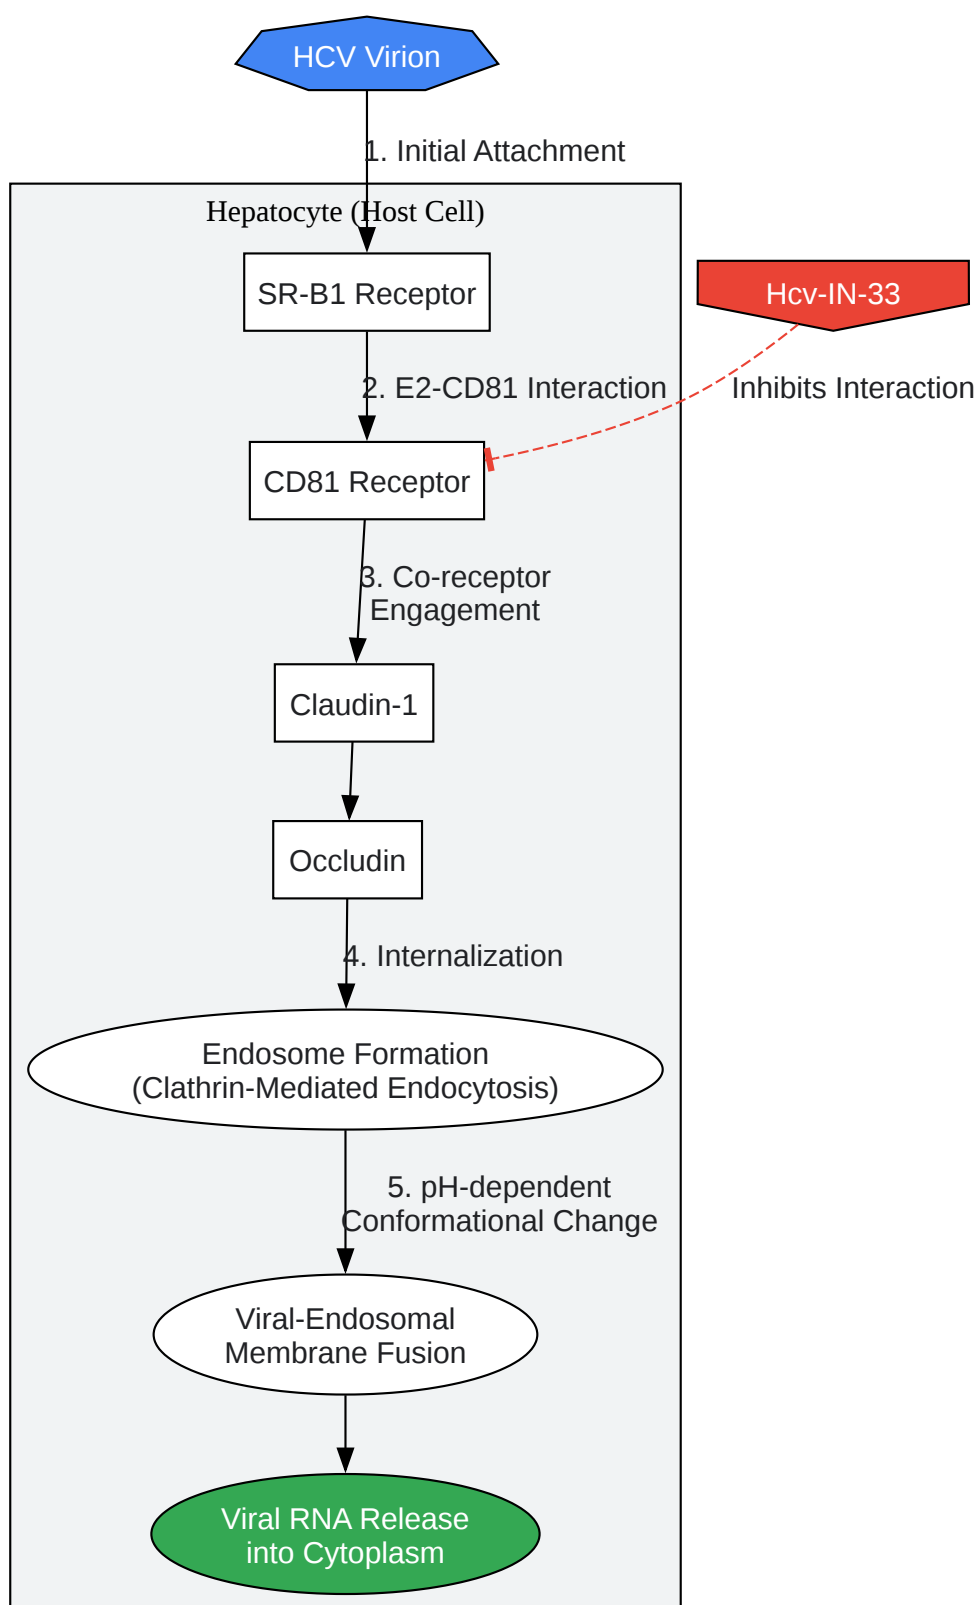 HCV Virion
1. Initial Attachment
Hepatocyte (Host Cell)
SR-B1 Receptor
Hcv-IN-33
2. E2-CD81 Interaction
Inhibits Interaction
CD81 Receptor
3. Co-receptor
Engagement
Claudin-1
Occludin
4. Internalization
Endosome Formation
(Clathrin-Mediated Endocytosis)
5. pH-dependent
Conformational Change
Viral-Endosomal
Membrane Fusion
Viral RNA Release
into Cytoplasm